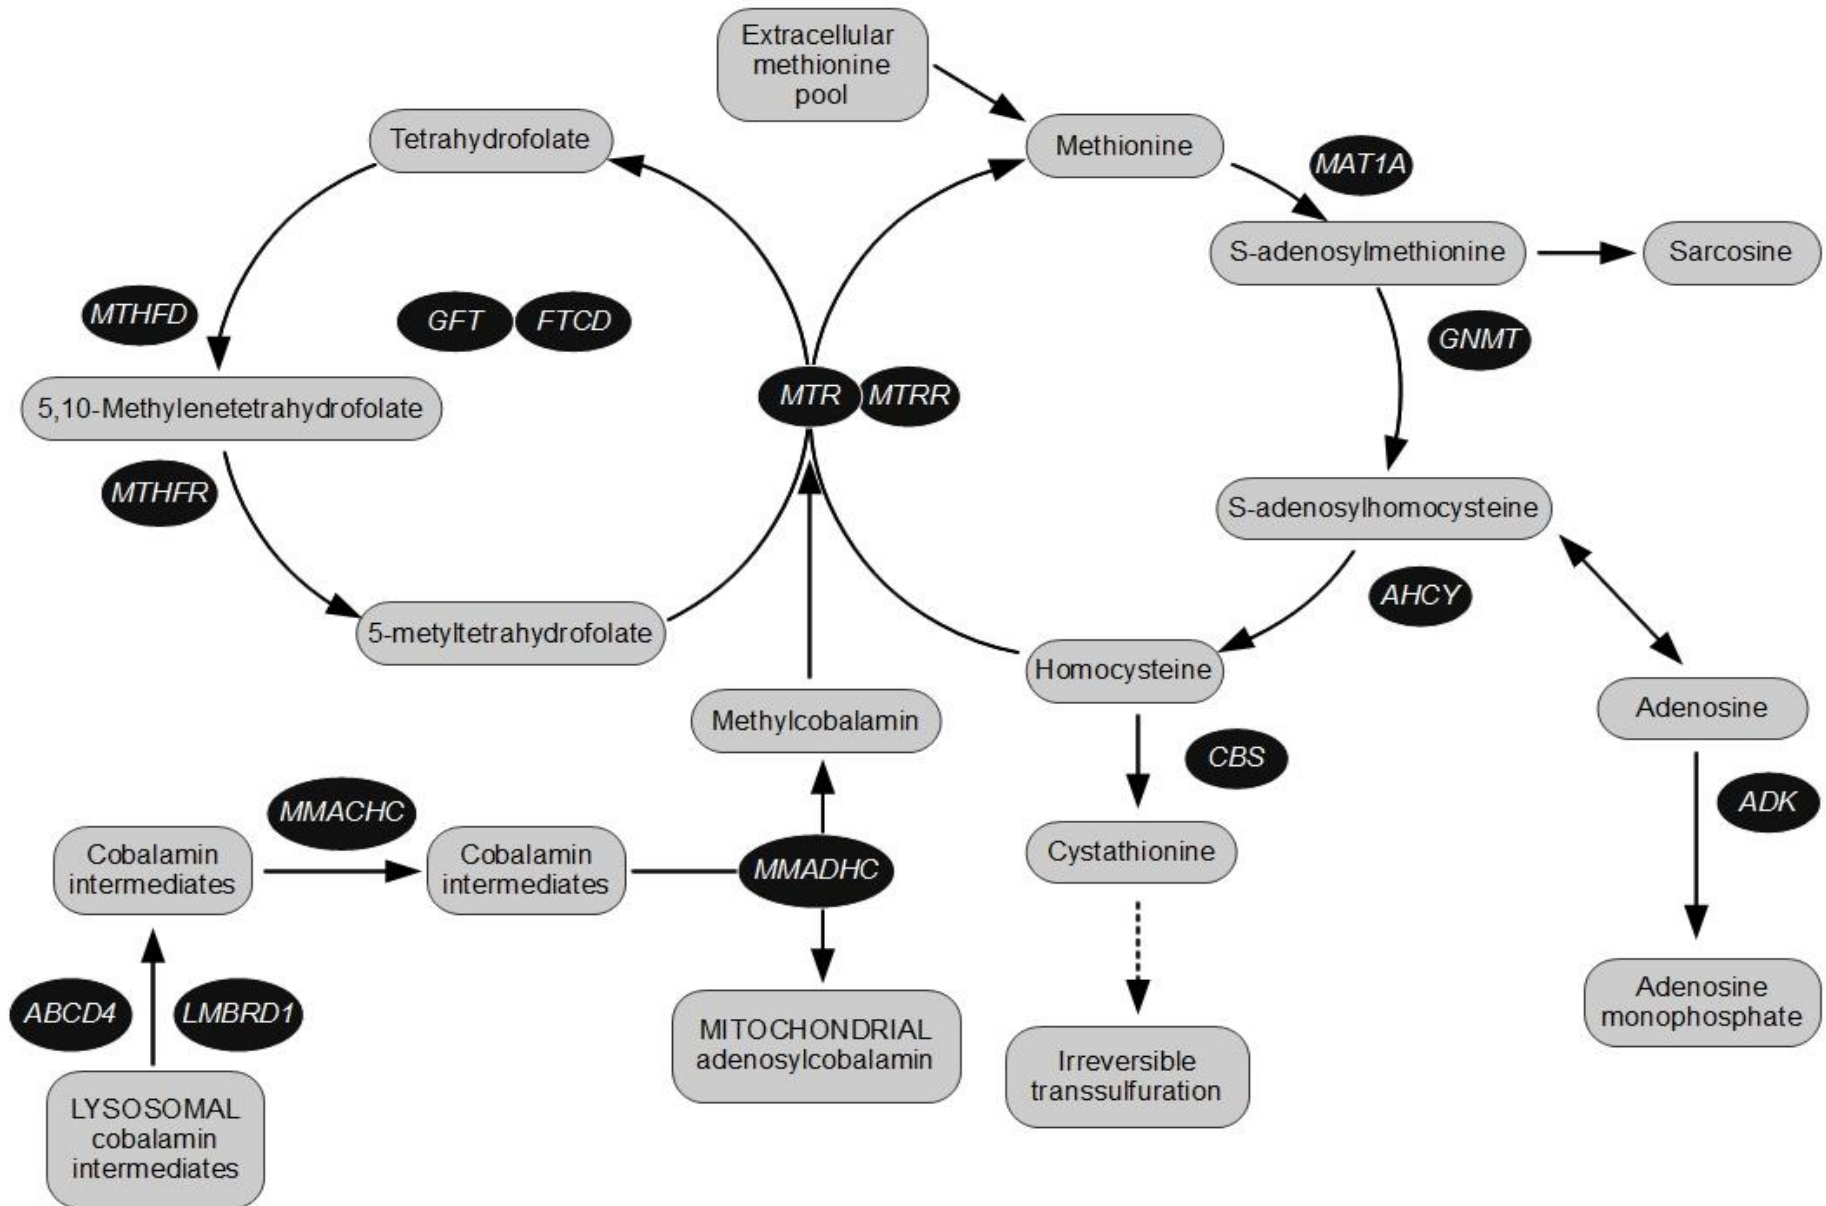 Extracellular
methionine
pool
Tetrahydrofolate
Methionine
MAT1A
S-adenosylmethionine
Sarcosine
MTHFD
GFT
FTCD
GNMT
5,10-Methylenetetrahydrofolate
MTR
MTRR
MTHFR
S-adenosylhomocysteine
AHCY
5-metyltetrahydrofolate
Homocysteine
Methylcobalamin
Adenosine
CBS
MMACHC
ADK
Cobalamin
intermediates
Cobalamin
intermediates
MMADHC
Cystathionine
ABCD4
LMBRD1
MITOCHONDRIAL
adenosylcobalamin
Adenosine
monophosphate
Irreversible
transsulfuration
LYSOSOMAL
cobalamin
intermediates